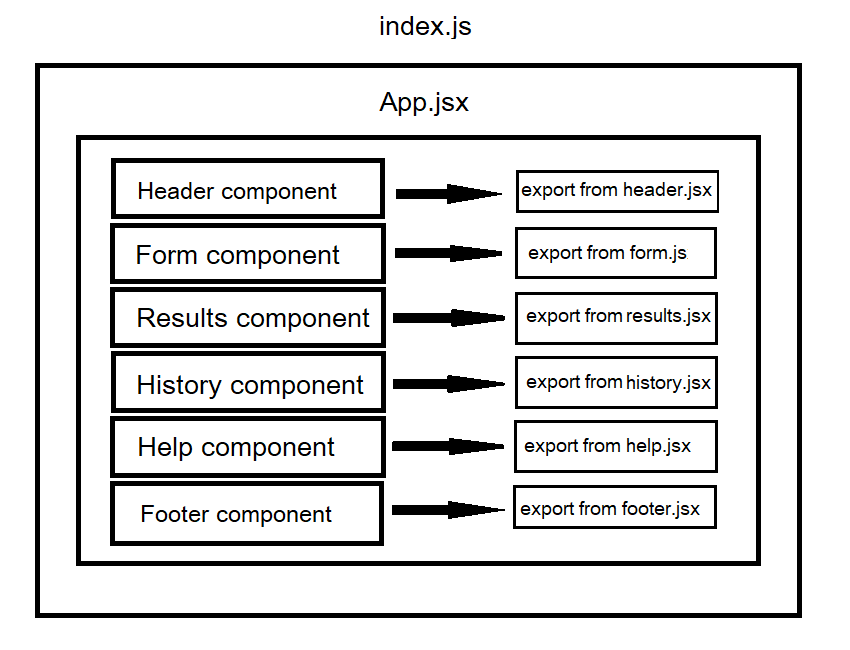 index.js
App.jsx
Header component
export from header.jsx
Form component
export from form.js
Results component
export from results.jsx
History component
export from history.jsx
Help component
export from help.jsx
Footer component
export from footer.jsx